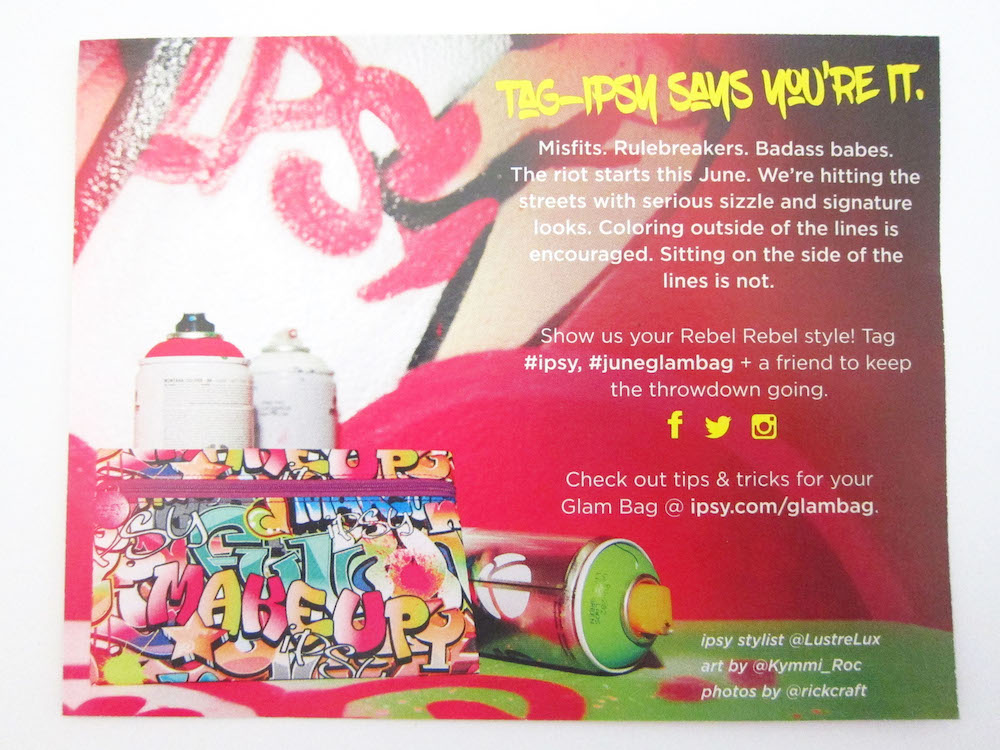 TAG-IPSY SAYS YOU'RE IT.
Misfits. Rulebreakers. Badass babes.
The riot starts this June. We're hitting the
streets with serious sizzle and signature
looks. Coloring outside of the lines is
encouraged. Sitting on the side of the
lines is not.
Show us your Rebel Rebel style! Tag
#ipsy, #juneglambag + a friend to keep
the throwdown going.
Check out tips & tricks for your
Glam Bag @ ipsy.com/glambag.
MAKEUP
ipsy
MAKEUP
ipsy stylist @LustreLux
art by @Kymmi_Roc
photos by @rickcraft